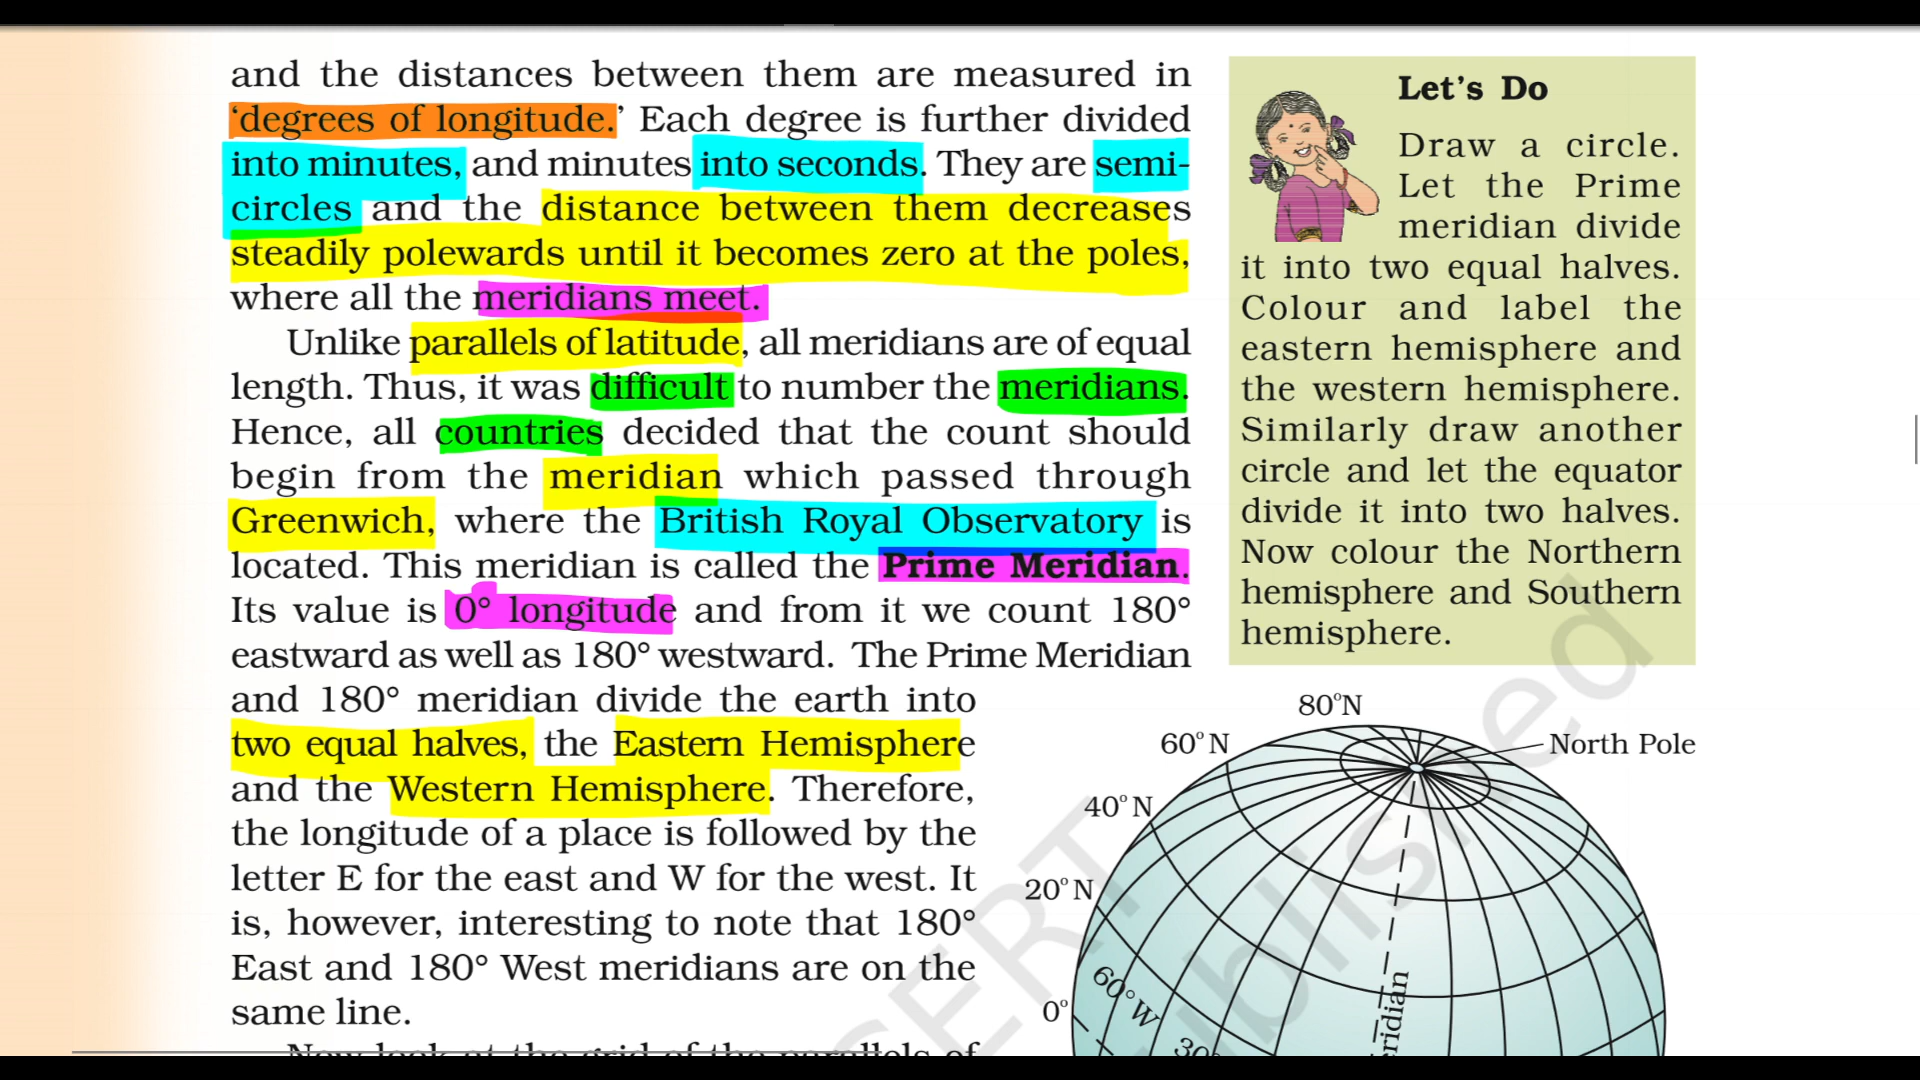 and the distances between them are measured in
‘degrees of longitude.’ Each degree is further divided
into minutes, and minutes into seconds. They are semi-
circles and the distance between them decreases
steadily polewards until it becomes zero at the poles,
where all the meridians meet.
Unlike parallels of latitude, all meridians are of equal
length. Thus, it was difficult to number the meridians.
Hence, all countries decided that the count should
begin from the meridian which passed through
Greenwich, where the British Royal Observatory is
located. This meridian is called the Prime Meridian.
Its value is 0° longitude and from it we count 180°
eastward as well as 180° westward. The Prime Meridian
and 180° meridian divide the earth into
two equal halves, the Eastern Hemisphere
and the Western Hemisphere. Therefore,
the longitude of a place is followed by the
letter E for the east and W for the west. It
is, however, interesting to note that 180°
East and 180° West meridians are on the
same line.
Now look at the grid of the parallels of
Let’s Do
Draw a circle.
Let the Prime
meridian divide
it into two equal halves.
Colour and label the
eastern hemisphere and
the western hemisphere.
Similarly draw another
circle and let the equator
divide it into two halves.
Now colour the Northern
hemisphere and Southern
hemisphere.
80°N
60°N
North Pole
40°N
20°N
0°
60°W